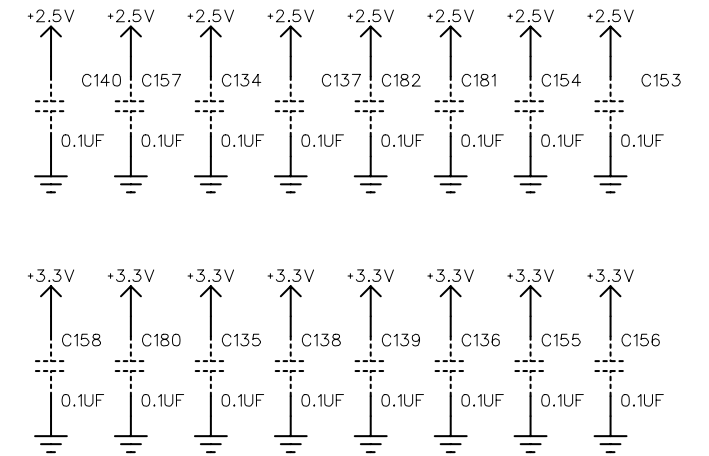 +2.5V +2.5V +2.5V +2.5V +2.5V +2.5V +2.5V +2.5V
C140 C157 C134 C137 C182 C181 C154 C153
0.1UF 0.1UF 0.1UF 0.1UF 0.1UF 0.1UF 0.1UF 0.1UF
+3.3V +3.3V +3.3V +3.3V +3.3V +3.3V +3.3V +3.3V
C158 C180 C135 C138 C139 C136 C155 C156
0.1UF 0.1UF 0.1UF 0.1UF 0.1UF 0.1UF 0.1UF 0.1UF